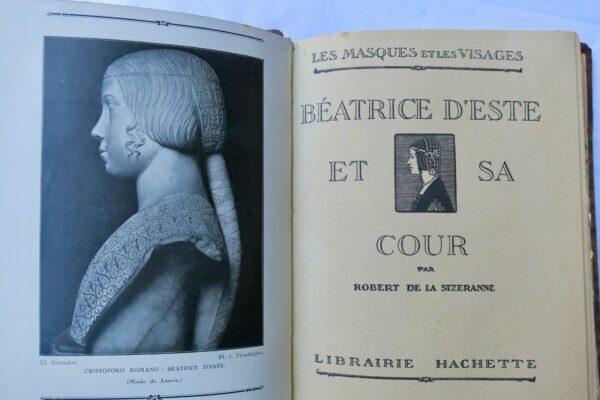 Cl. Giraudon.
Pl. 1. Frontispice.
CRISTOFORO ROMANO : BÉATRICE D'ESTE.
(Musée du Louvre.)
LES MASQUES ET LES VISAGES
BÉATRICE D'ESTE
ET SA
COUR
PAR
ROBERT DE LA SIZERANNE
LIBRAIRIE HACHETTE